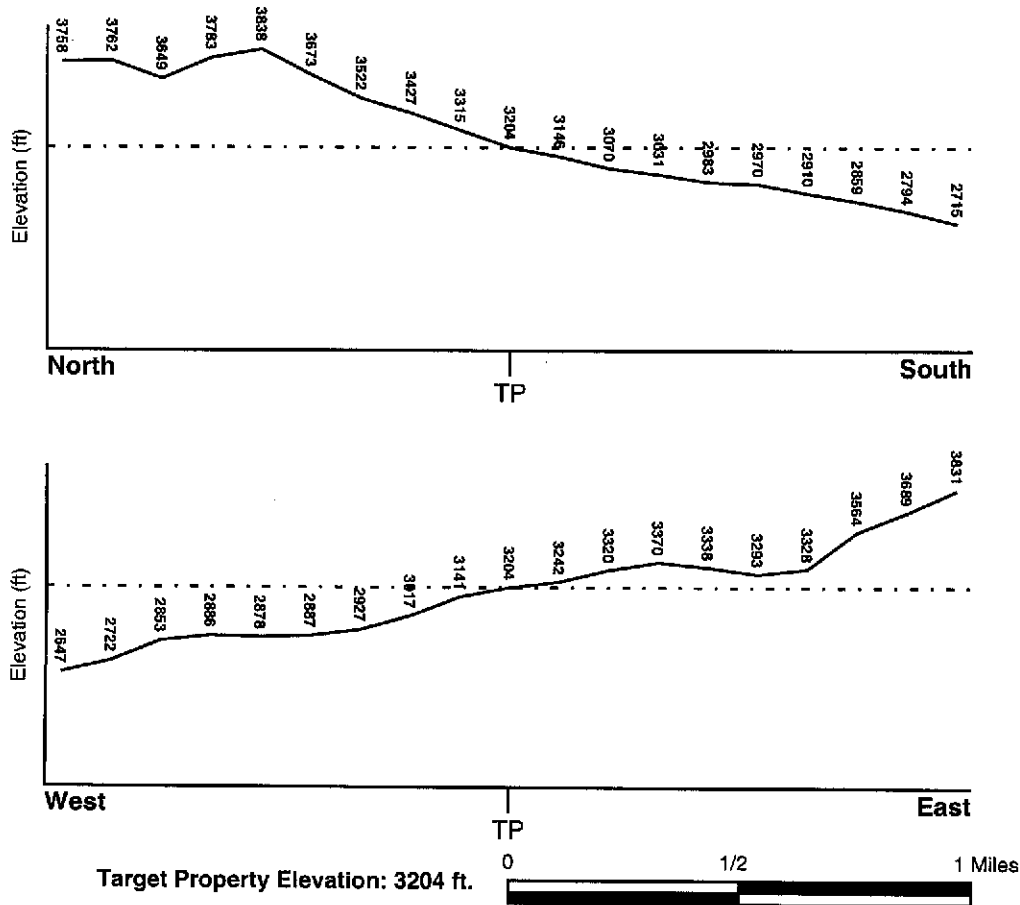 Elevation (ft)
3758 3762 3649 3783 3838 3673 3522 3427 3315 3204 3146 3070 3031 2983 2970 2910 2859 2794 2715
North South
TP
Elevation (ft)
2647 2722 2853 2886 2878 2887 2927 3017 3141 3204 3242 3320 3370 3338 3293 3328 3564 3689 3831
West East
TP
Target Property Elevation: 3204 ft.
0 1/2 1 Miles